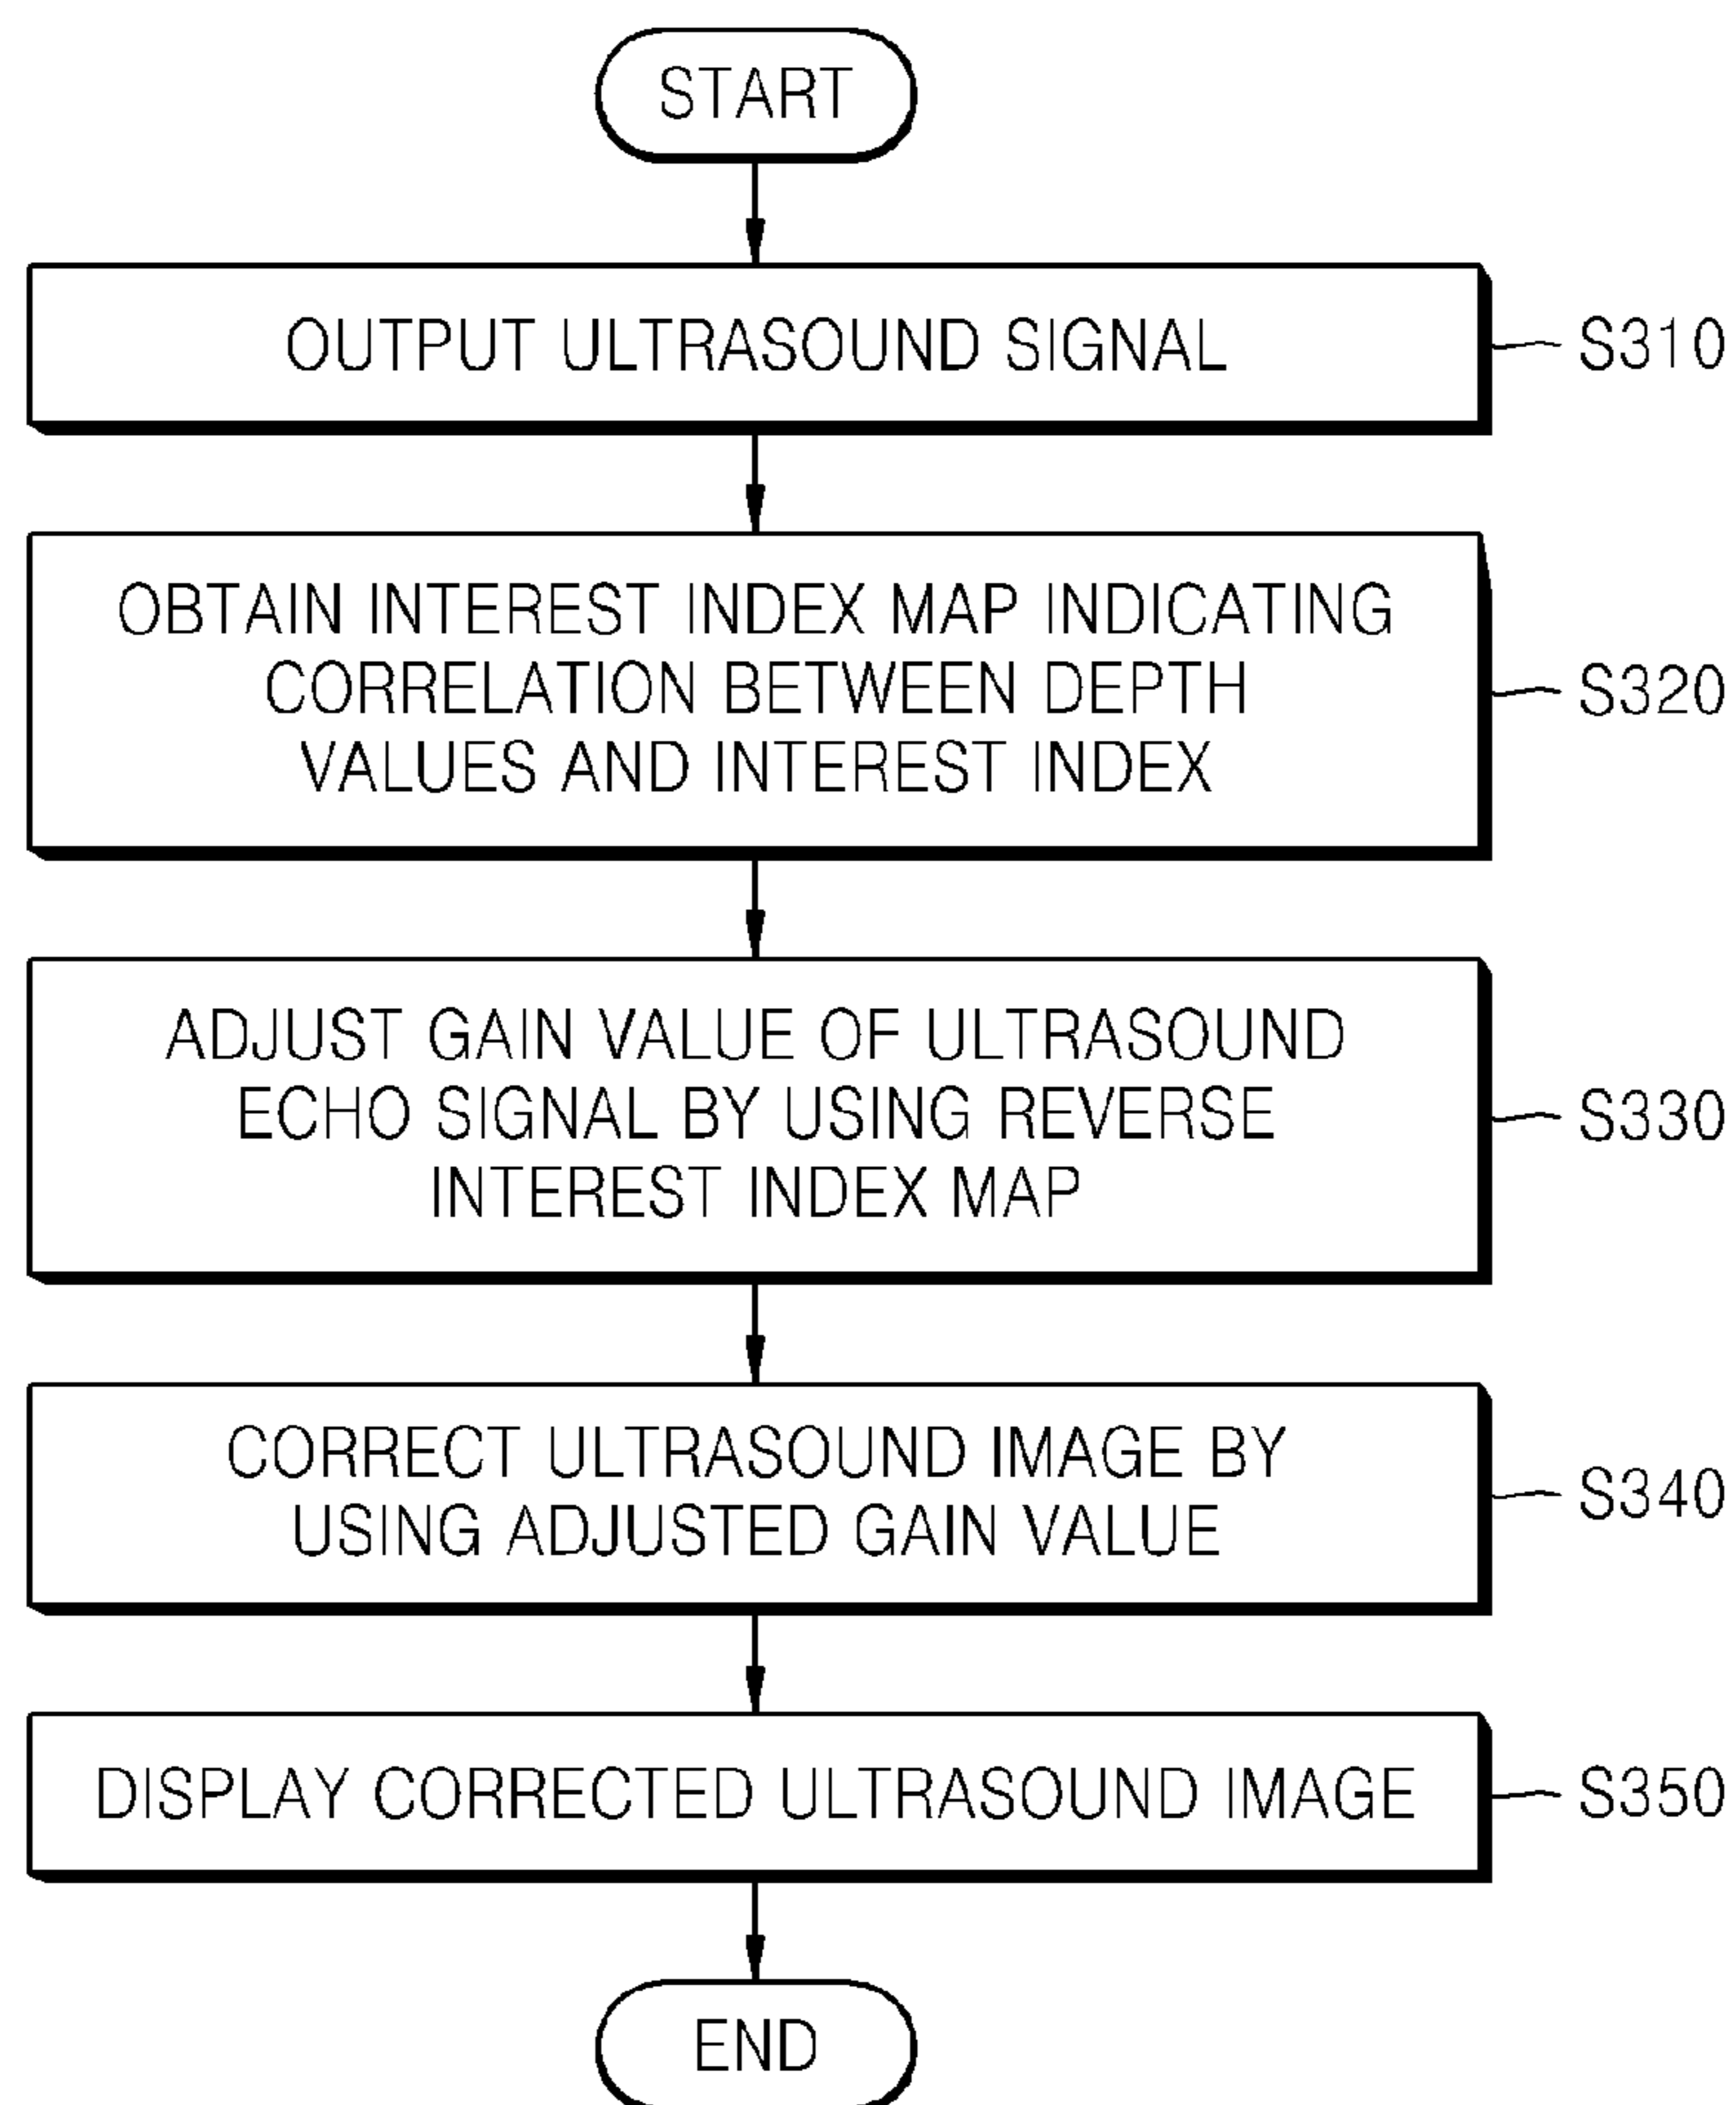 START
OUTPUT ULTRASOUND SIGNAL
S310
OBTAIN INTEREST INDEX MAP INDICATING
CORRELATION BETWEEN DEPTH
VALUES AND INTEREST INDEX
S320
ADJUST GAIN VALUE OF ULTRASOUND
ECHO SIGNAL BY USING REVERSE
INTEREST INDEX MAP
S330
CORRECT ULTRASOUND IMAGE BY
USING ADJUSTED GAIN VALUE
S340
DISPLAY CORRECTED ULTRASOUND IMAGE
S350
END